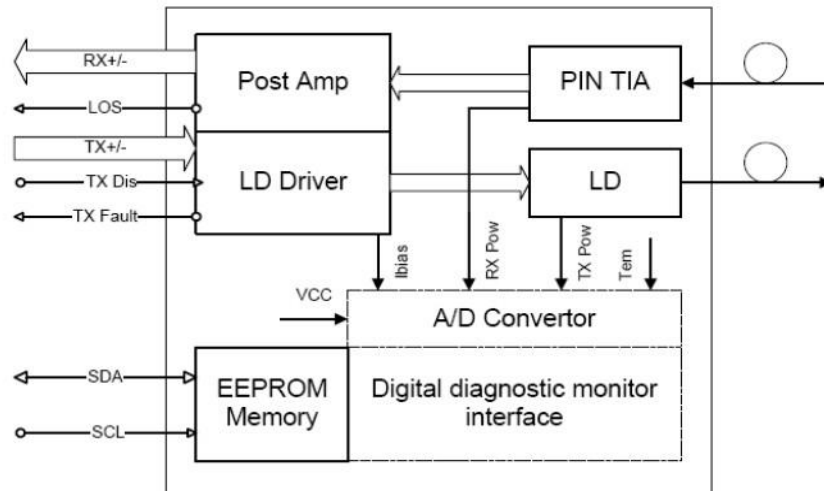 RX+/-
Post Amp
PIN TIA
LOS
TX+/-
LD Driver
LD
TX Dis
TX Fault
Ibias
RX Pow
TX Pow
Tem
VCC
A/D Convertor
SDA
EEPROM
Memory
Digital diagnostic monitor
interface
SCL